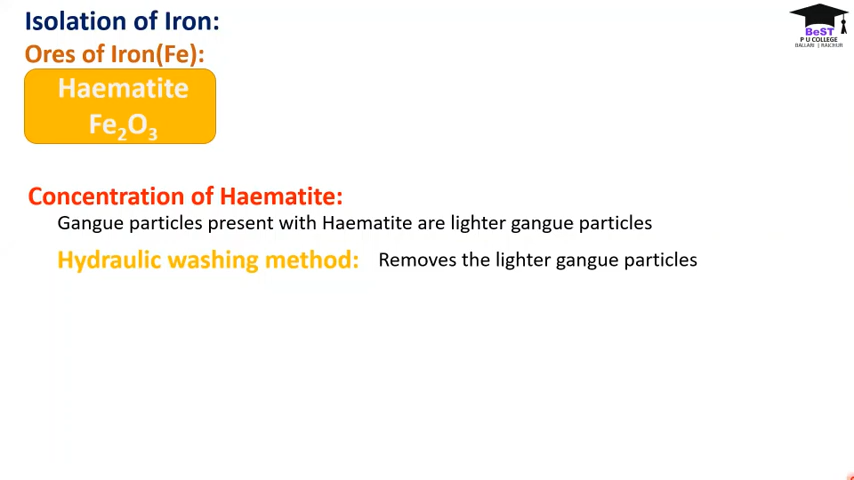 Isolation of Iron:
Ores of Iron(Fe):
Haematite
Fe₂O₃
Concentration of Haematite:
Gangue particles present with Haematite are lighter gangue particles
Hydraulic washing method: Removes the lighter gangue particles
BeST
P U COLLEGE
BALLARI | RAICHUR